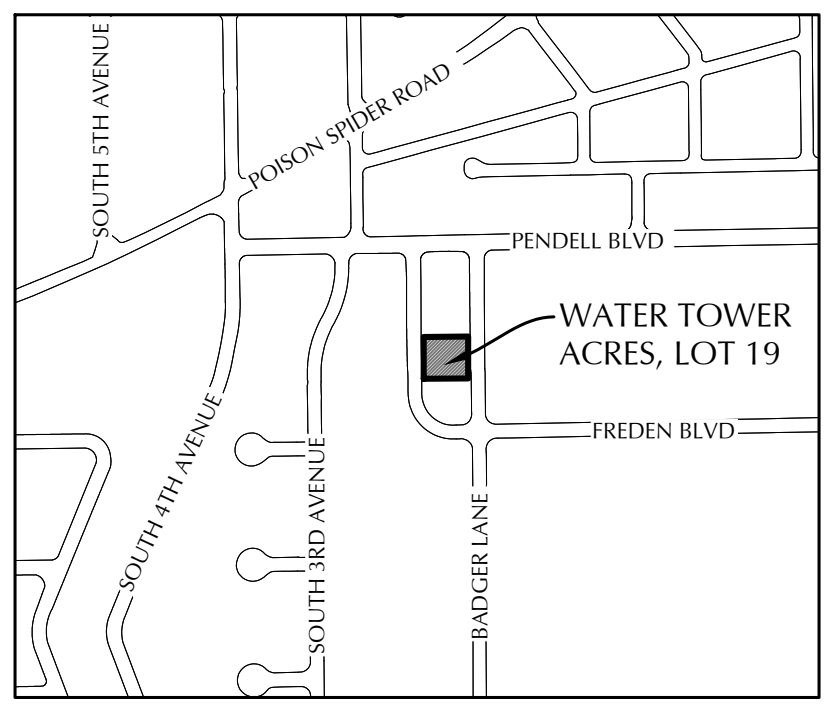 SOUTH 5TH AVENUE
POISON SPIDER ROAD
PENDELL BLVD
WATER TOWER
ACRES, LOT 19
SOUTH 4TH AVENUE
FREDEN BLVD
SOUTH 3RD AVENUE
BADGER LANE